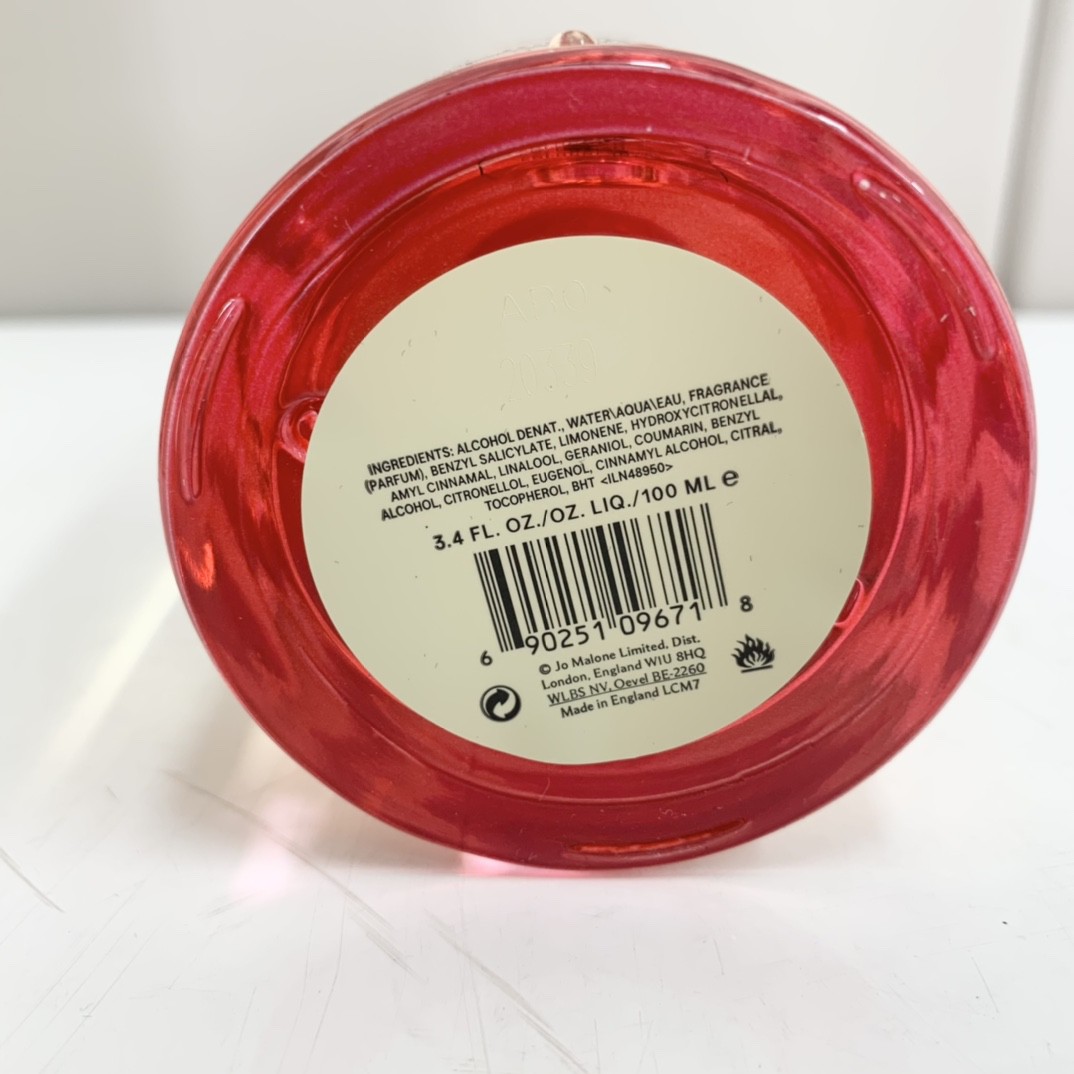 INGREDIENTS: ALCOHOL DENAT., WATER\AQUA\EAU, FRAGRANCE
(PARFUM), BENZYL SALICYLATE, LIMONENE, HYDROXYCITRONELLAL,
AMYL CINNAMAL, LINALOOL, GERANIOL, COUMARIN, BENZYL
ALCOHOL, CITRONELLOL, EUGENOL, CINNAMYL ALCOHOL, CITRAL,
TOCOPHEROL, BHT <ILN48950>
3.4 FL. OZ./OZ. LIQ./100 ML e
6 90251 09671 8
© Jo Malone Limited, Dist.
London, England W1U 8HQ
WLBS NV, Oevel BE-2260
Made in England LCM7